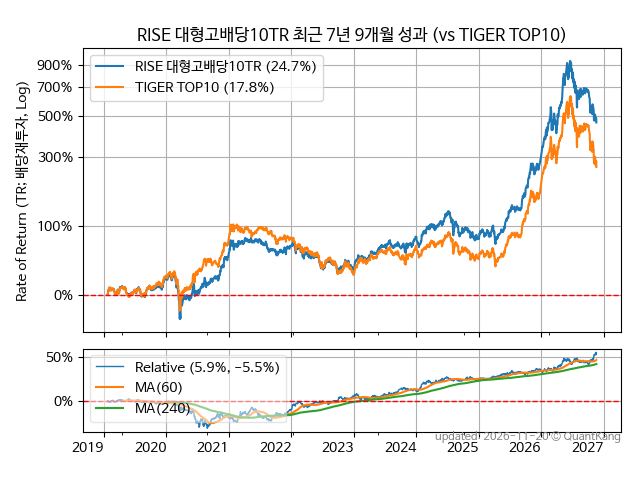 RISE 대형고배당10TR 최근 7년 9개월 성과 (vs TIGER TOP10)
Rate of Return (TR: 배당재투자, Log)
900%
700%
500%
300%
100%
0%
RISE 대형고배당10TR (24.7%)
TIGER TOP10 (17.8%)
50%
0%
Relative (5.9%, −5.5%)
MA(60)
MA(240)
updated: 2026−11−20 © QuantKang
2019 2020 2021 2022 2023 2024 2025 2026 2027